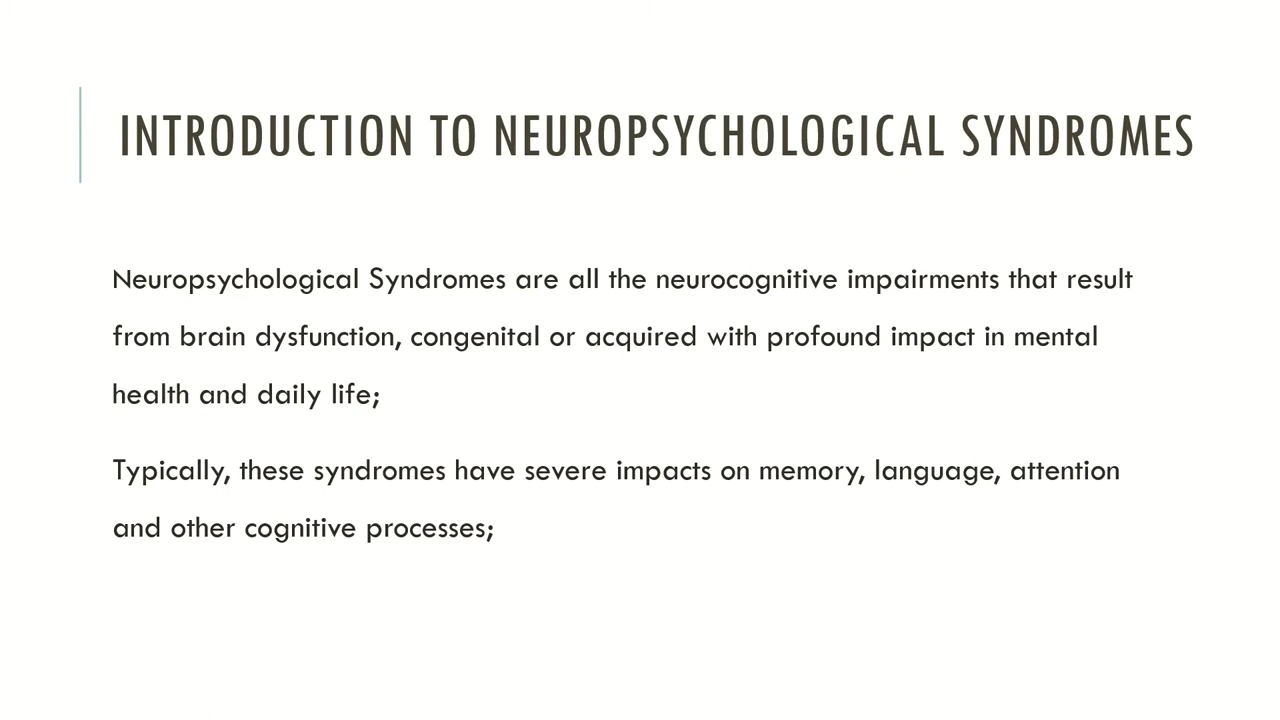 INTRODUCTION TO NEUROPSYCHOLOGICAL SYNDROMES
Neuropsychological Syndromes are all the neurocognitive impairments that result
from brain dysfunction, congenital or acquired with profound impact in mental
health and daily life;
Typically, these syndromes have severe impacts on memory, language, attention
and other cognitive processes;